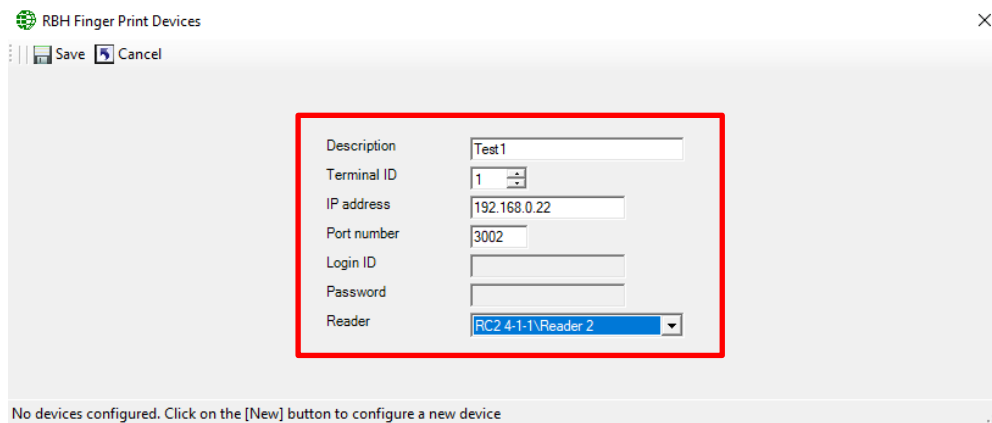 RBH Finger Print Devices
Save Cancel
Description Test1
Terminal ID 1
IP address 192.168.0.22
Port number 3002
Login ID
Password
Reader RC2 4-1-1\Reader 2
No devices configured. Click on the [New] button to configure a new device